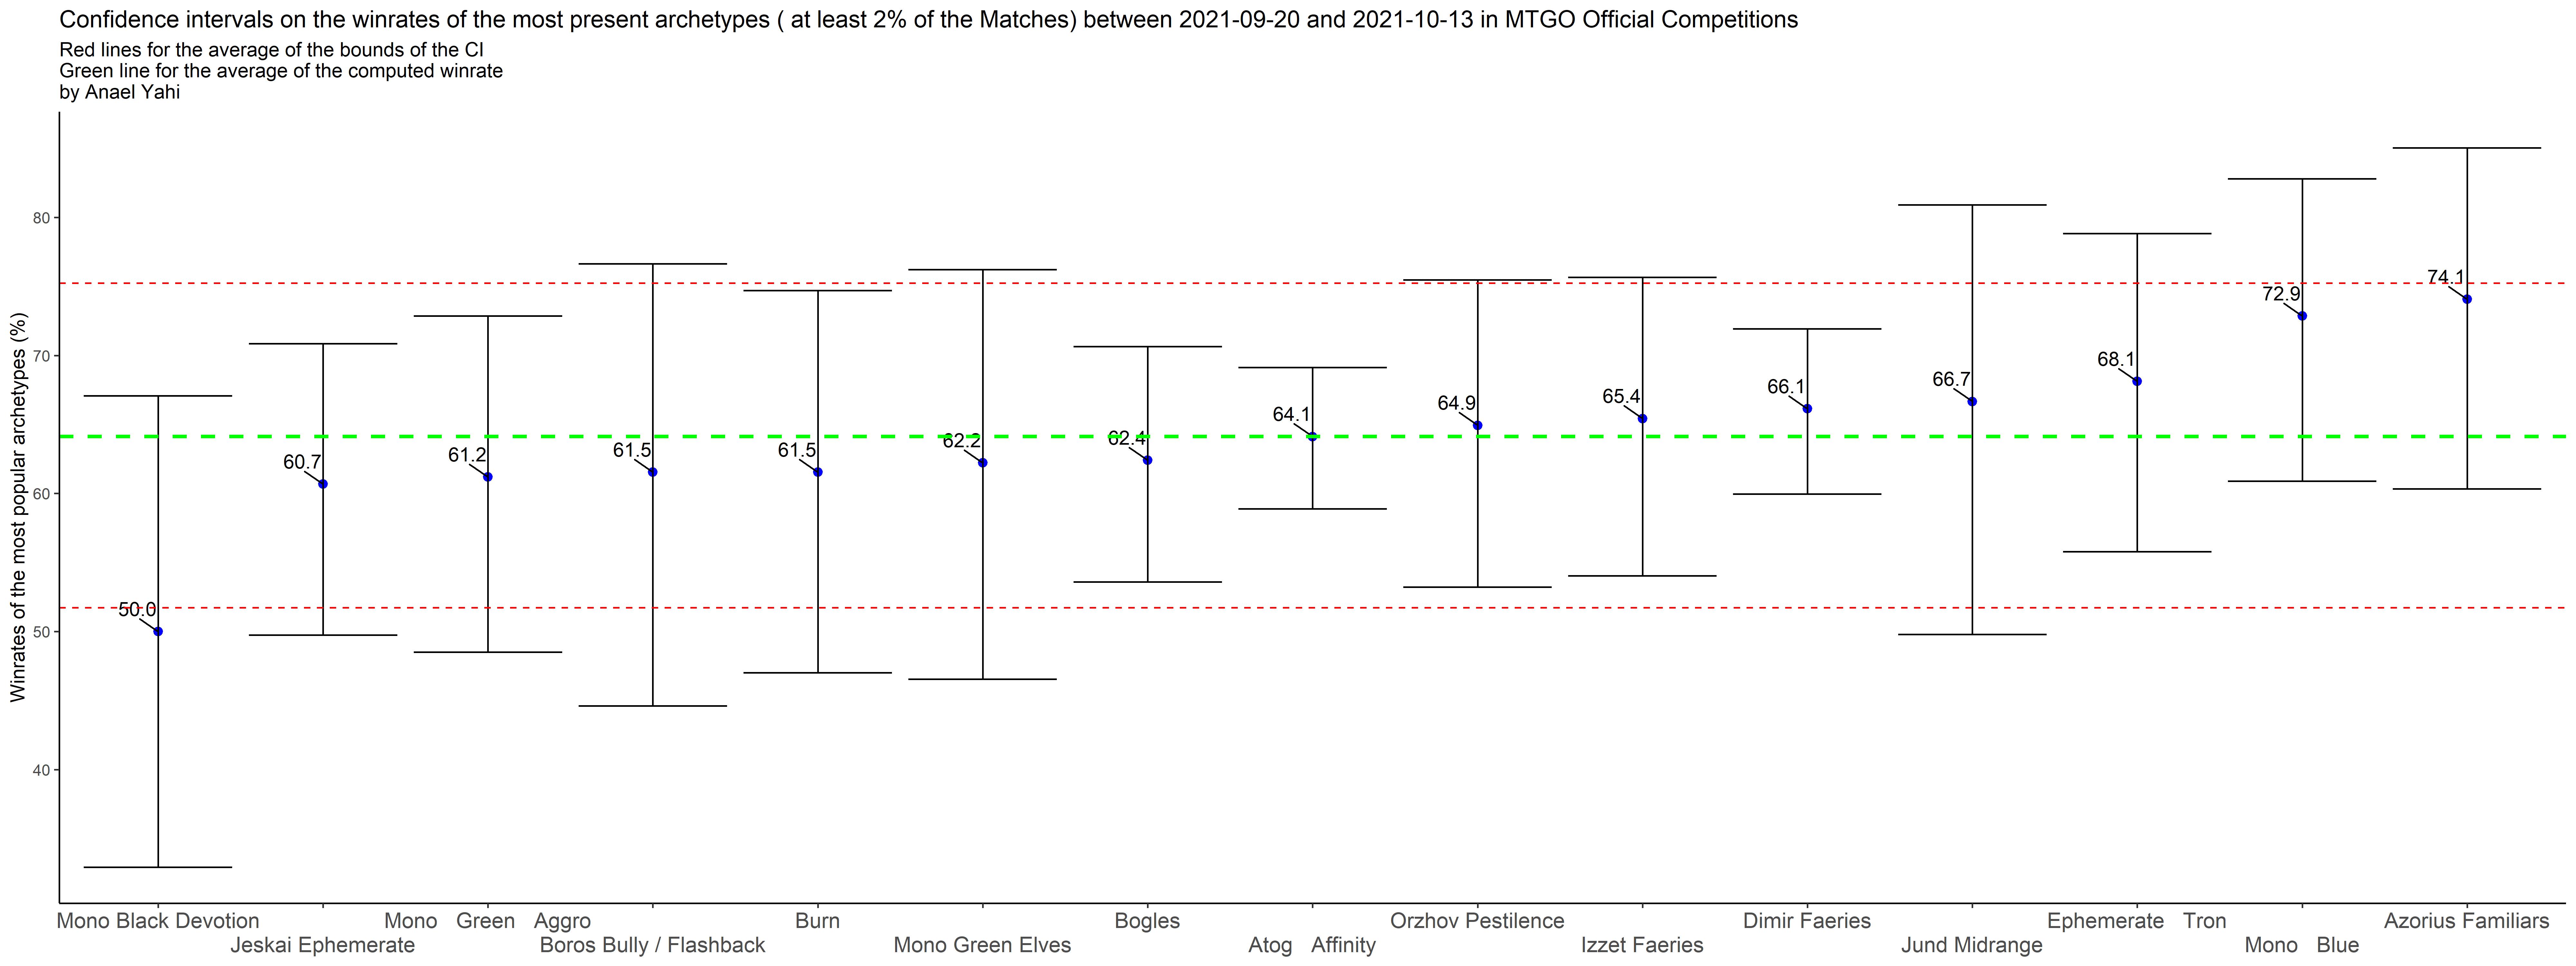 Confidence intervals on the winrates of the most present archetypes ( at least 2% of the Matches) between 2021-09-20 and 2021-10-13 in MTGO Official Competitions
Red lines for the average of the bounds of the CI
Green line for the average of the computed winrate
by Anael Yahi
Winrates of the most popular archetypes (%)
80
70
60
50
40
50.0
60.7
61.2
61.5
61.5
62.2
62.4
64.1
64.9
65.4
66.1
66.7
68.1
72.9
74.1
Mono Black Devotion
Jeskai Ephemerate
Mono Green Aggro
Boros Bully / Flashback
Burn
Mono Green Elves
Bogles
Atog Affinity
Orzhov Pestilence
Izzet Faeries
Dimir Faeries
Jund Midrange
Ephemerate Tron
Mono Blue
Azorius Familiars